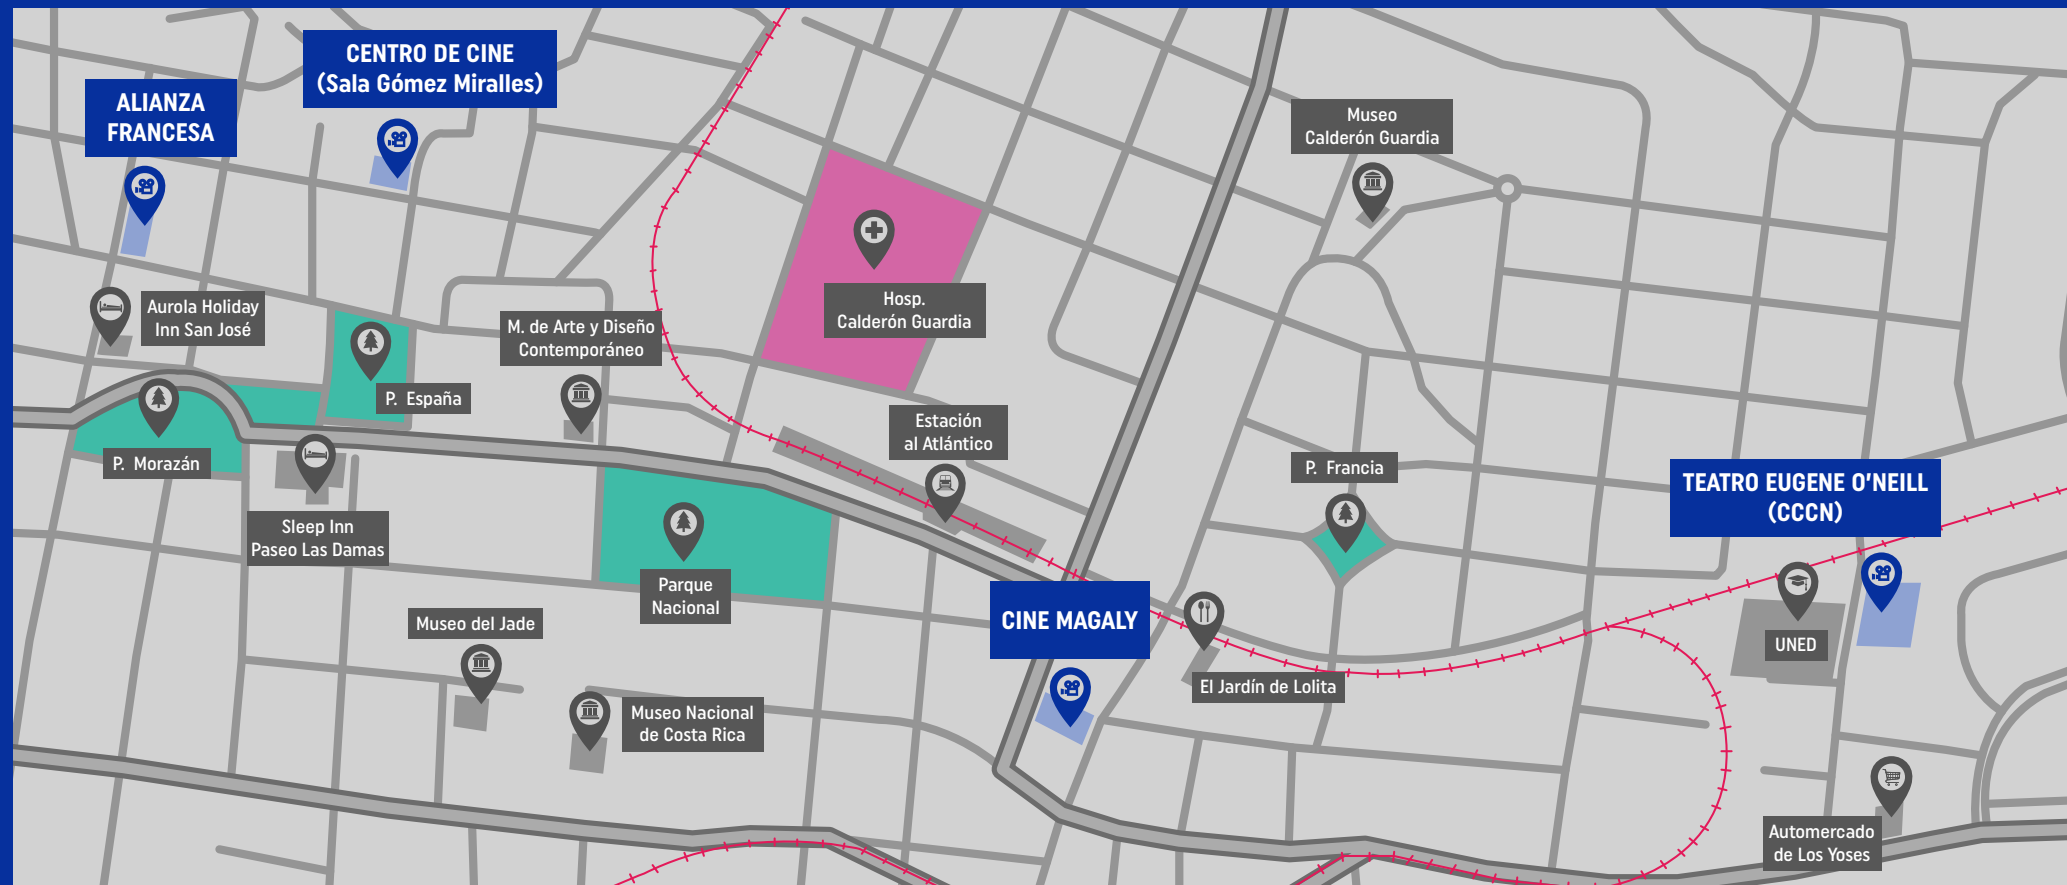 CENTRO DE CINE
(Sala Gómez Miralles)
ALIANZA
FRANCESA
Museo
Calderón Guardia
Aurola Holiday
Inn San José
Hosp.
Calderón Guardia
M. de Arte y Diseño
Contemporáneo
P. España
Estación
al Atlántico
P. Morazán
P. Francia
TEATRO EUGENE O'NEILL
(CCCN)
Sleep Inn
Paseo Las Damas
Parque
Nacional
CINE MAGALY
Museo del Jade
UNED
El Jardín de Lolita
Museo Nacional
de Costa Rica
Automercado
de Los Yoses